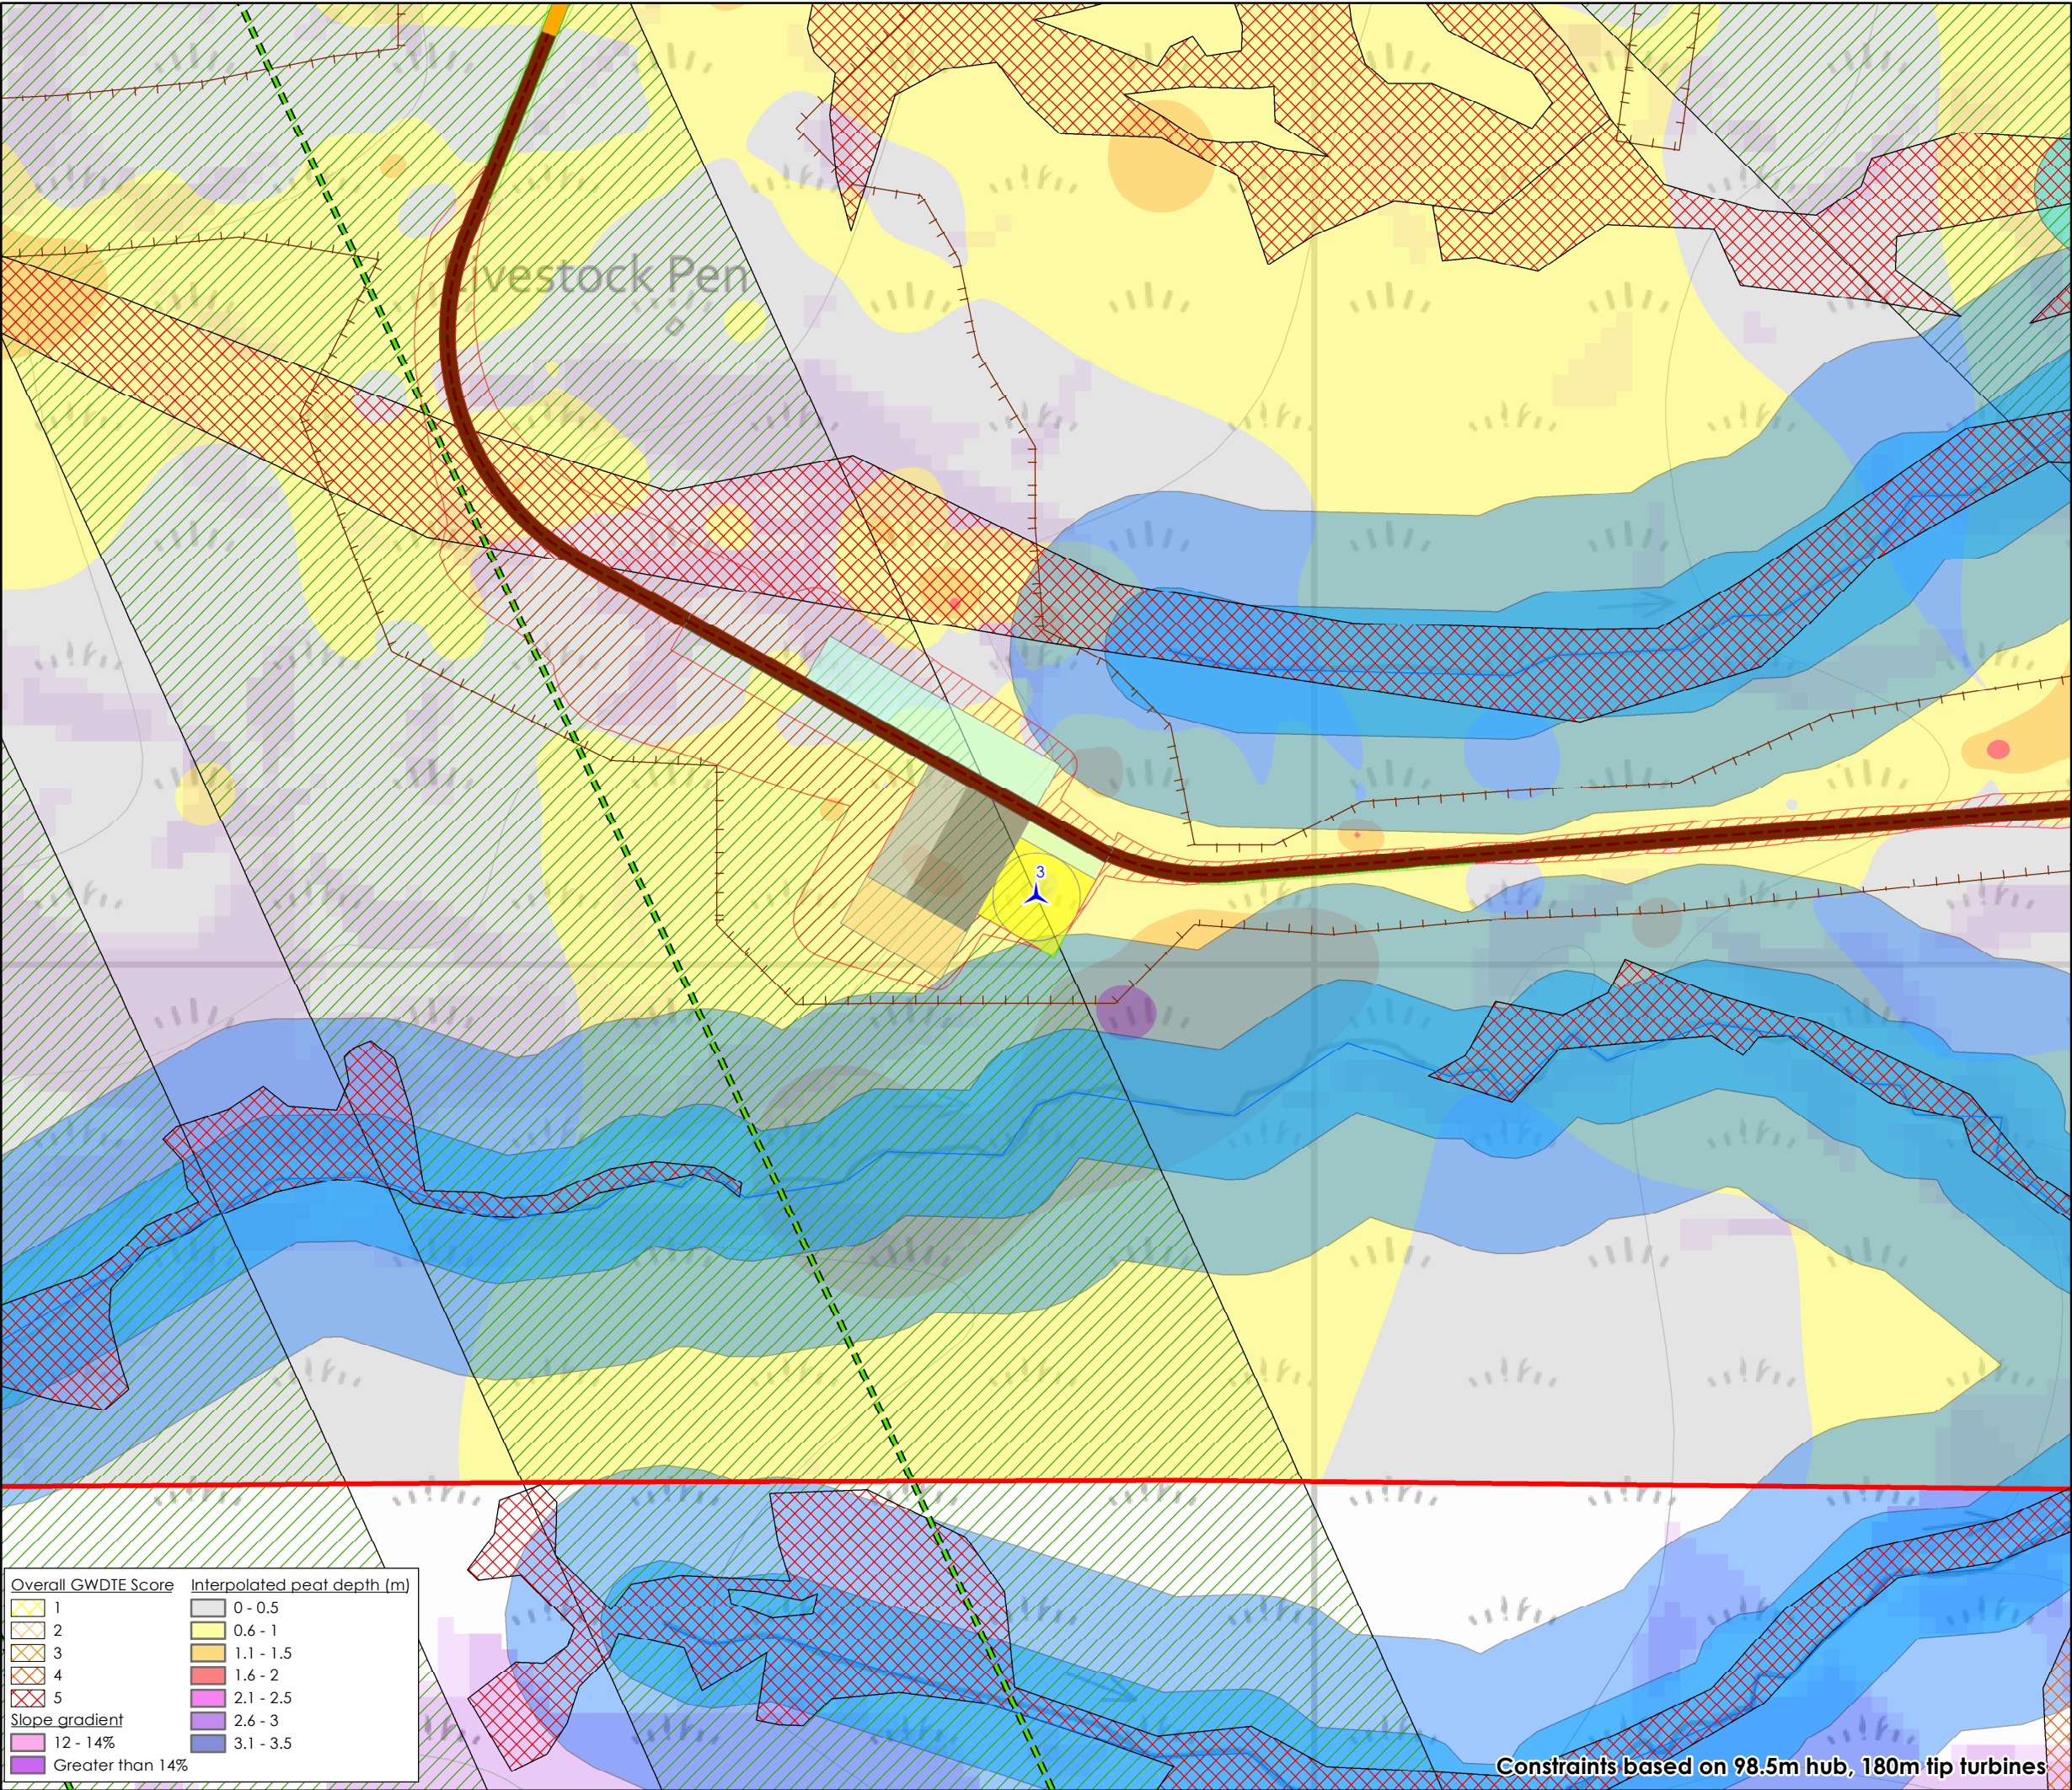 Livestock Pen
3
Overall GWDTE Score
1
2
3
4
5
Slope gradient
12 - 14%
Greater than 14%
Interpolated peat depth (m)
0 - 0.5
0.6 - 1
1.1 - 1.5
1.6 - 2
2.1 - 2.5
2.6 - 3
3.1 - 3.5
Constraints based on 98.5m hub, 180m tip turbines